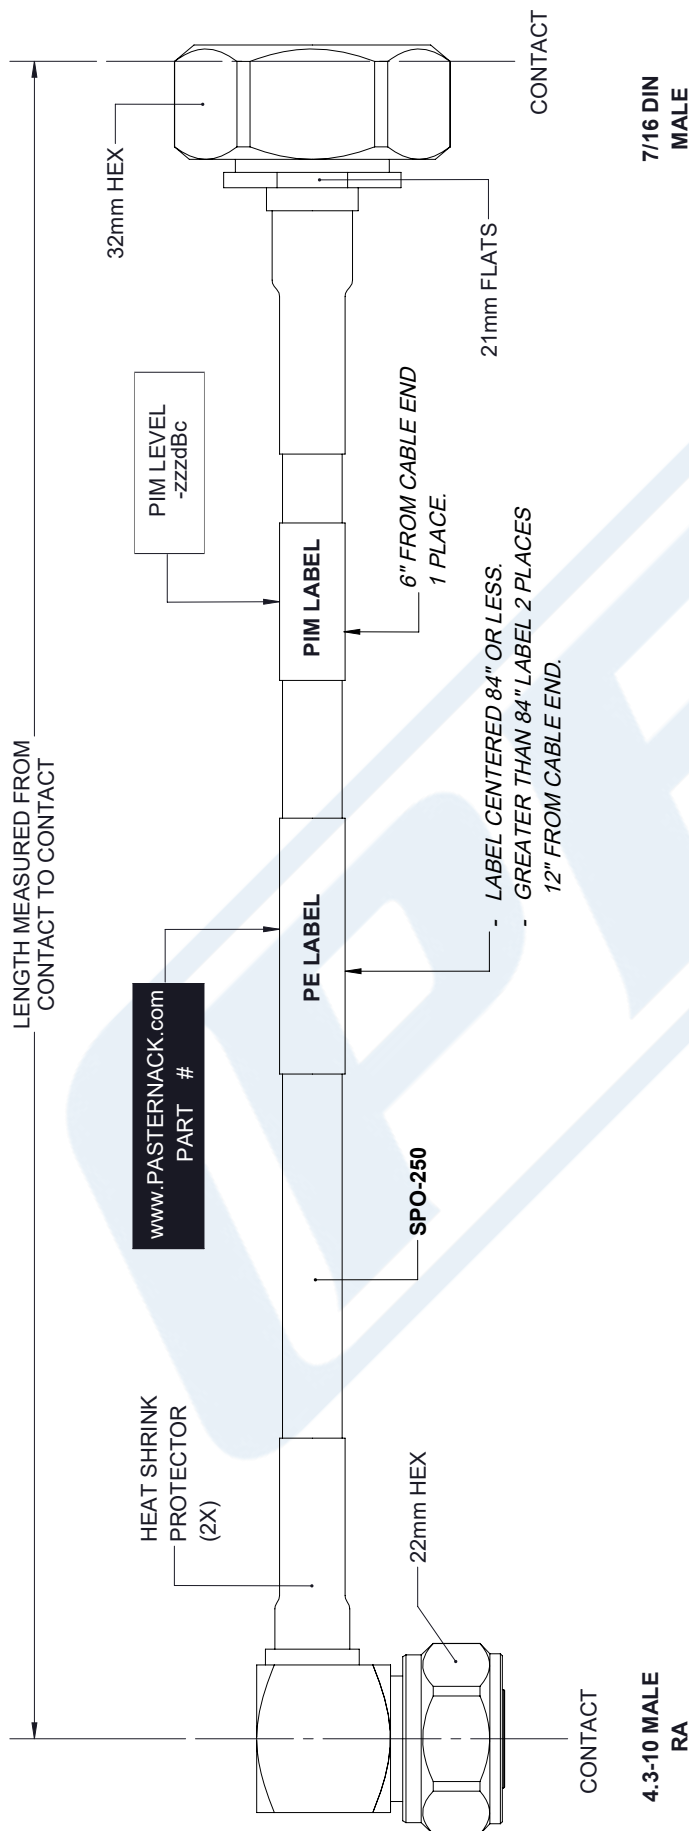 LENGTH MEASURED FROM
CONTACT TO CONTACT
HEAT SHRINK
PROTECTOR
(2X)
www.PASTERNACK.com
PART #
PIM LEVEL
-zzzdBc
32mm HEX
PE LABEL
PIM LABEL
22mm HEX
SPO-250
- LABEL CENTERED 84" OR LESS.
- GREATER THAN 84" LABEL 2 PLACES
12" FROM CABLE END.
6" FROM CABLE END
1 PLACE.
21mm FLATS
CONTACT
CONTACT
4.3-10 MALE
RA
7/16 DIN
MALE